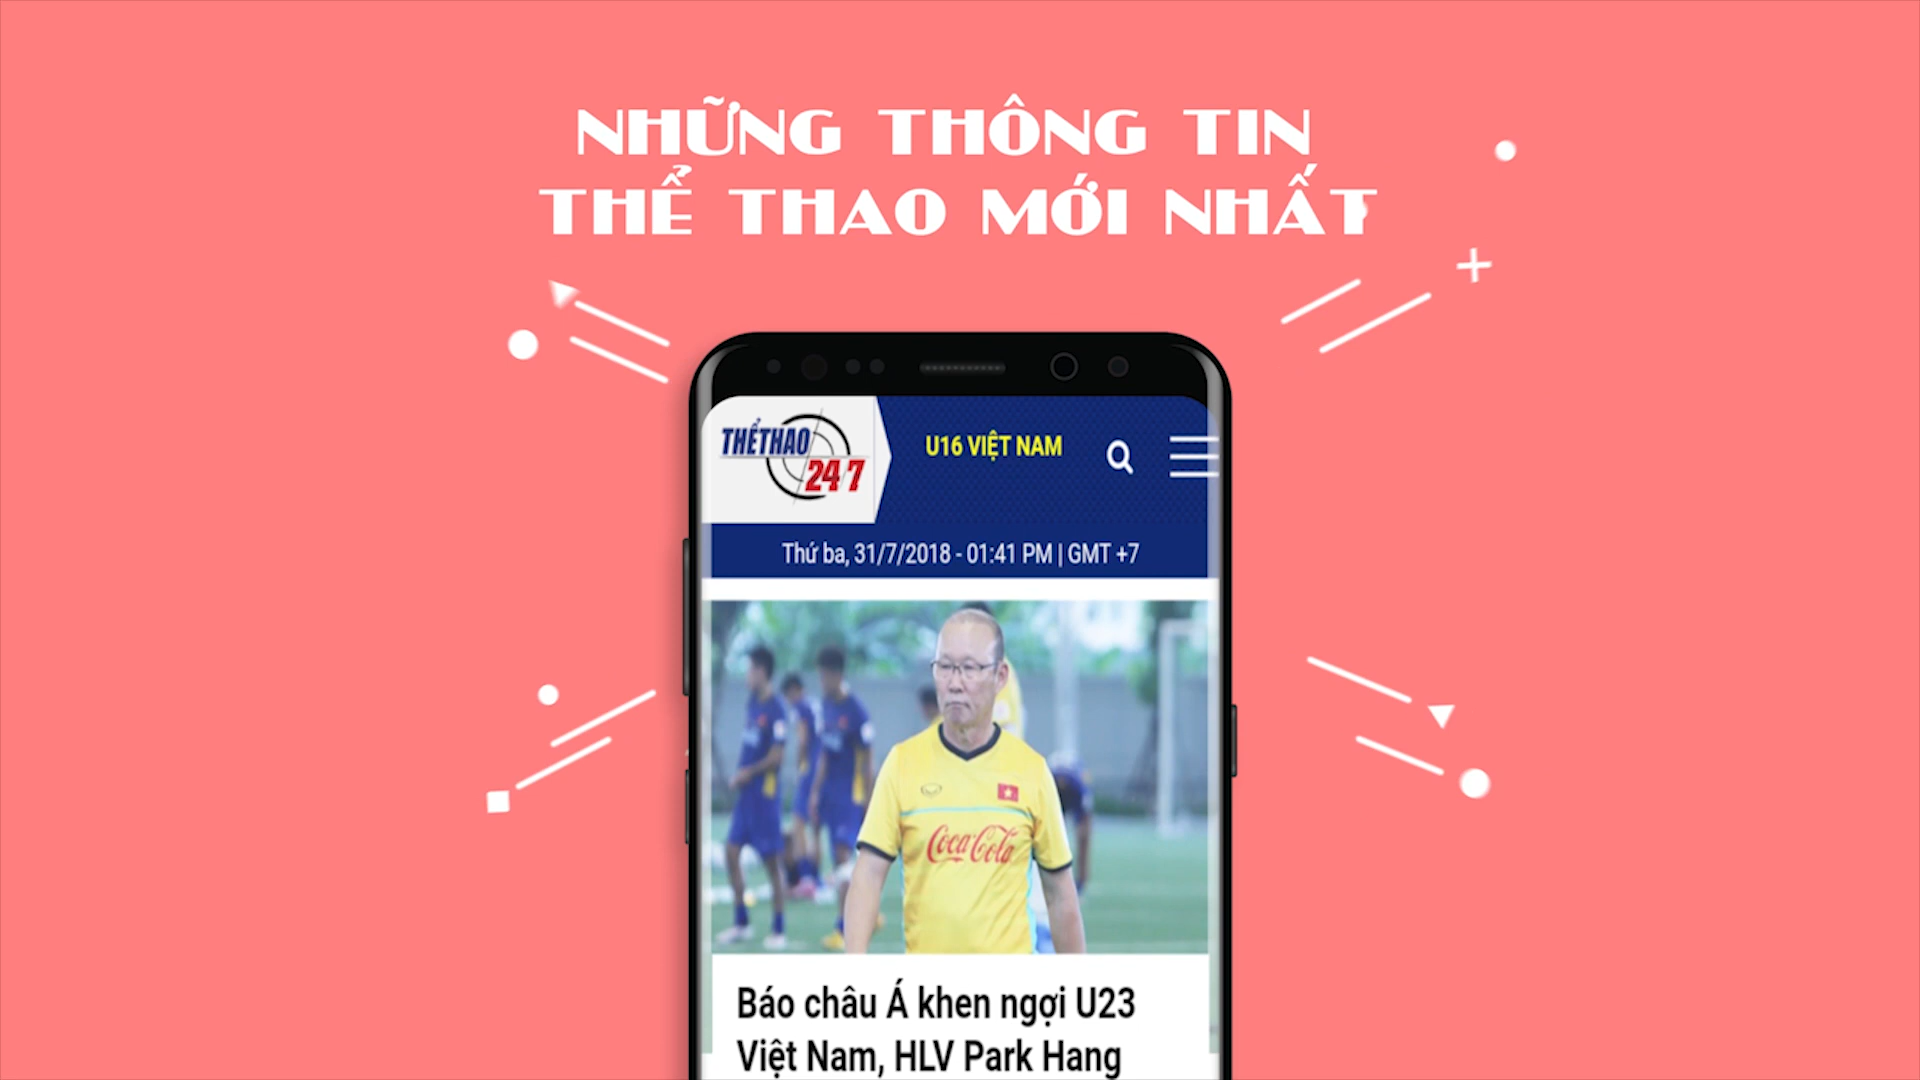 NHỮNG THÔNG TIN
THỂ THAO MỚI NHẤT
THỂTHAO
24 7
U16 VIỆT NAM
Thứ ba, 31/7/2018 - 01:41 PM | GMT +7
Coca-Cola
Báo châu Á khen ngợi U23
Việt Nam, HLV Park Hang